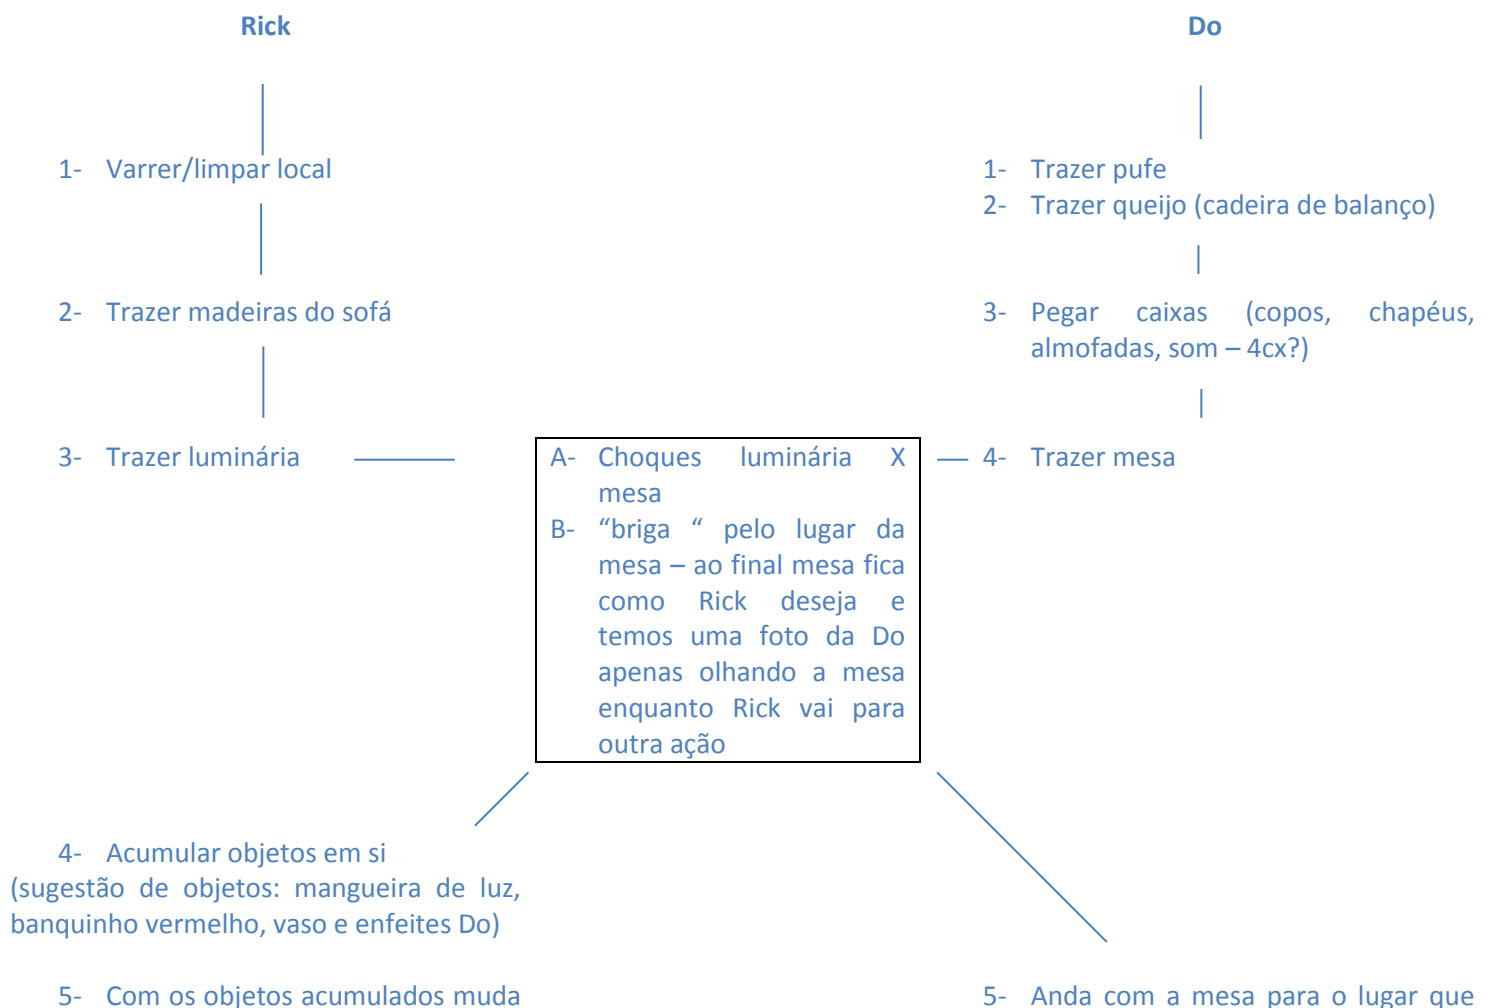 Rick
Do
1- Varrer/limpar local
1- Trazer pufe
2- Trazer queijo (cadeira de balanço)
2- Trazer madeiras do sofá
3- Pegar caixas (copos, chapéus,
almofadas, som – 4cx?)
3- Trazer luminária
A- Choques luminária X
mesa
B- “briga “ pelo lugar da
mesa – ao final mesa fica
como Rick deseja e
temos uma foto da Do
apenas olhando a mesa
enquanto Rick vai para
outra ação
4- Trazer mesa
4- Acumular objetos em si
(sugestão de objetos: mangueira de luz,
banquinho vermelho, vaso e enfeites Do)
5- Com os objetos acumulados muda
5- Anda com a mesa para o lugar que